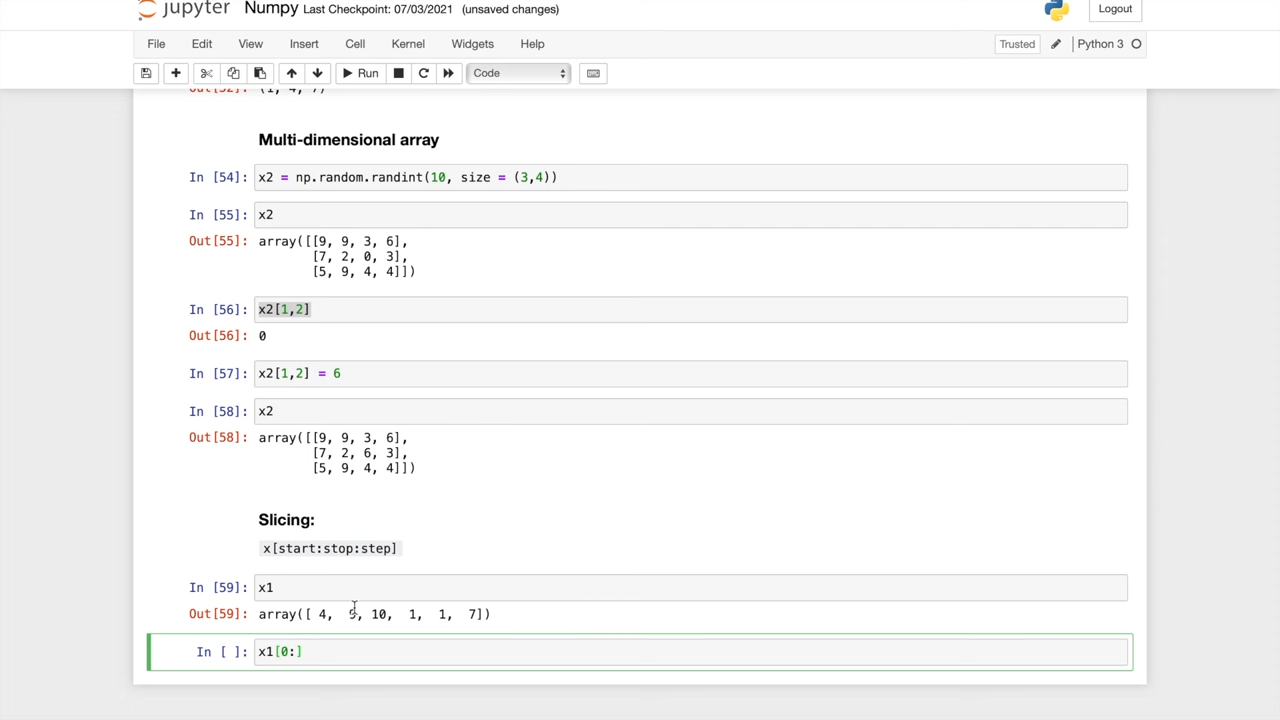 jupyter Numpy Last Checkpoint: 07/03/2021 (unsaved changes) Logout
File Edit View Insert Cell Kernel Widgets Help Trusted Python 3
Run Code
Out[52]: (1, 4, 7)
Multi-dimensional array
In [54]: x2 = np.random.randint(10, size = (3,4))
In [55]: x2
Out[55]: array([[9, 9, 3, 6],
[7, 2, 0, 3],
[5, 9, 4, 4]])
In [56]: x2[1,2]
Out[56]: 0
In [57]: x2[1,2] = 6
In [58]: x2
Out[58]: array([[9, 9, 3, 6],
[7, 2, 6, 3],
[5, 9, 4, 4]])
Slicing:
x[start:stop:step]
In [59]: x1
Out[59]: array([ 4, , 10, 1, 1, 7])
In [ ]: x1[0:]